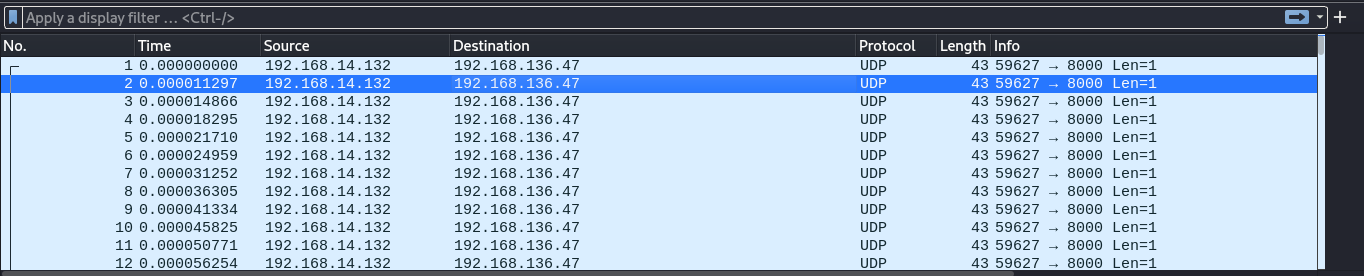 Apply a display filter … <Ctrl-/>
No. Time Source Destination Protocol Length Info
1 0.000000000 192.168.14.132 192.168.136.47 UDP 43 59627 → 8000 Len=1
2 0.000011297 192.168.14.132 192.168.136.47 UDP 43 59627 → 8000 Len=1
3 0.000014866 192.168.14.132 192.168.136.47 UDP 43 59627 → 8000 Len=1
4 0.000018295 192.168.14.132 192.168.136.47 UDP 43 59627 → 8000 Len=1
5 0.000021710 192.168.14.132 192.168.136.47 UDP 43 59627 → 8000 Len=1
6 0.000024959 192.168.14.132 192.168.136.47 UDP 43 59627 → 8000 Len=1
7 0.000031252 192.168.14.132 192.168.136.47 UDP 43 59627 → 8000 Len=1
8 0.000036305 192.168.14.132 192.168.136.47 UDP 43 59627 → 8000 Len=1
9 0.000041334 192.168.14.132 192.168.136.47 UDP 43 59627 → 8000 Len=1
10 0.000045825 192.168.14.132 192.168.136.47 UDP 43 59627 → 8000 Len=1
11 0.000050771 192.168.14.132 192.168.136.47 UDP 43 59627 → 8000 Len=1
12 0.000056254 192.168.14.132 192.168.136.47 UDP 43 59627 → 8000 Len=1